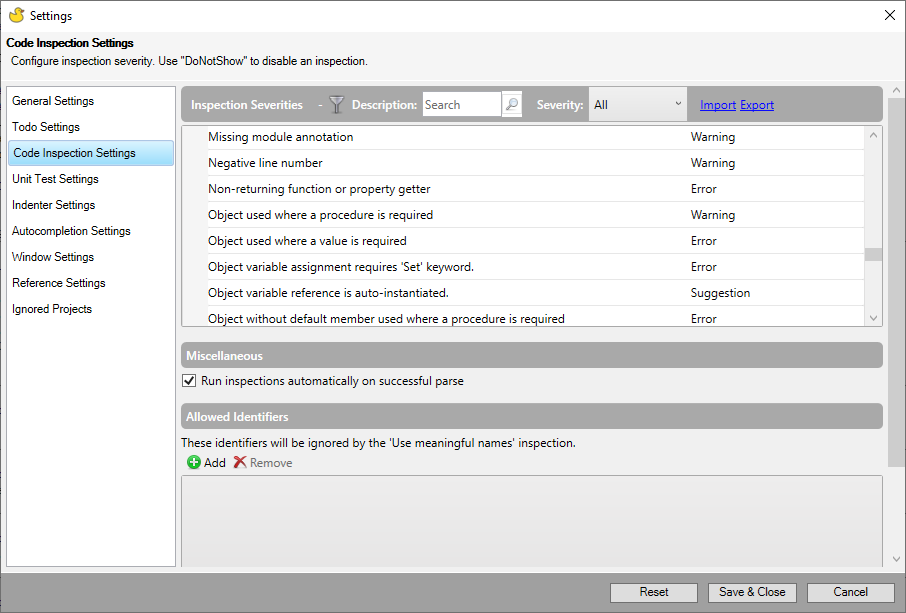 Settings
Code Inspection Settings
Configure inspection severity. Use "DoNotShow" to disable an inspection.
General Settings
Todo Settings
Code Inspection Settings
Unit Test Settings
Indenter Settings
Autocompletion Settings
Window Settings
Reference Settings
Ignored Projects
Inspection Severities - Description: Search Severity: All Import Export
Missing module annotation Warning
Negative line number Warning
Non-returning function or property getter Error
Object used where a procedure is required Warning
Object used where a value is required Error
Object variable assignment requires 'Set' keyword. Error
Object variable reference is auto-instantiated. Suggestion
Object without default member used where a procedure is required Error
Miscellaneous
Run inspections automatically on successful parse
Allowed Identifiers
These identifiers will be ignored by the 'Use meaningful names' inspection.
Add Remove
Reset Save & Close Cancel